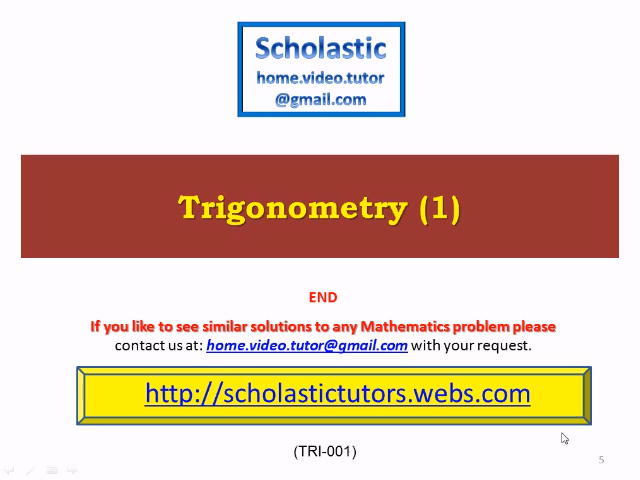 Scholastic
home.video.tutor
@gmail.com
Trigonometry (1)
END
If you like to see similar solutions to any Mathematics problem please
contact us at: home.video.tutor@gmail.com with your request.
http://scholastictutors.webs.com
(TRI-001)
5